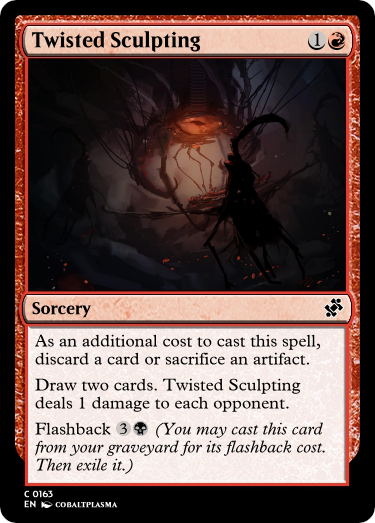 Twisted Sculpting 1
Sorcery
As an additional cost to cast this spell,
discard a card or sacrifice an artifact.
Draw two cards. Twisted Sculpting
deals 1 damage to each opponent.
Flashback 3 (You may cast this card
from your graveyard for its flashback cost.
Then exile it.)
C 0163
EN COBALTPLASMA